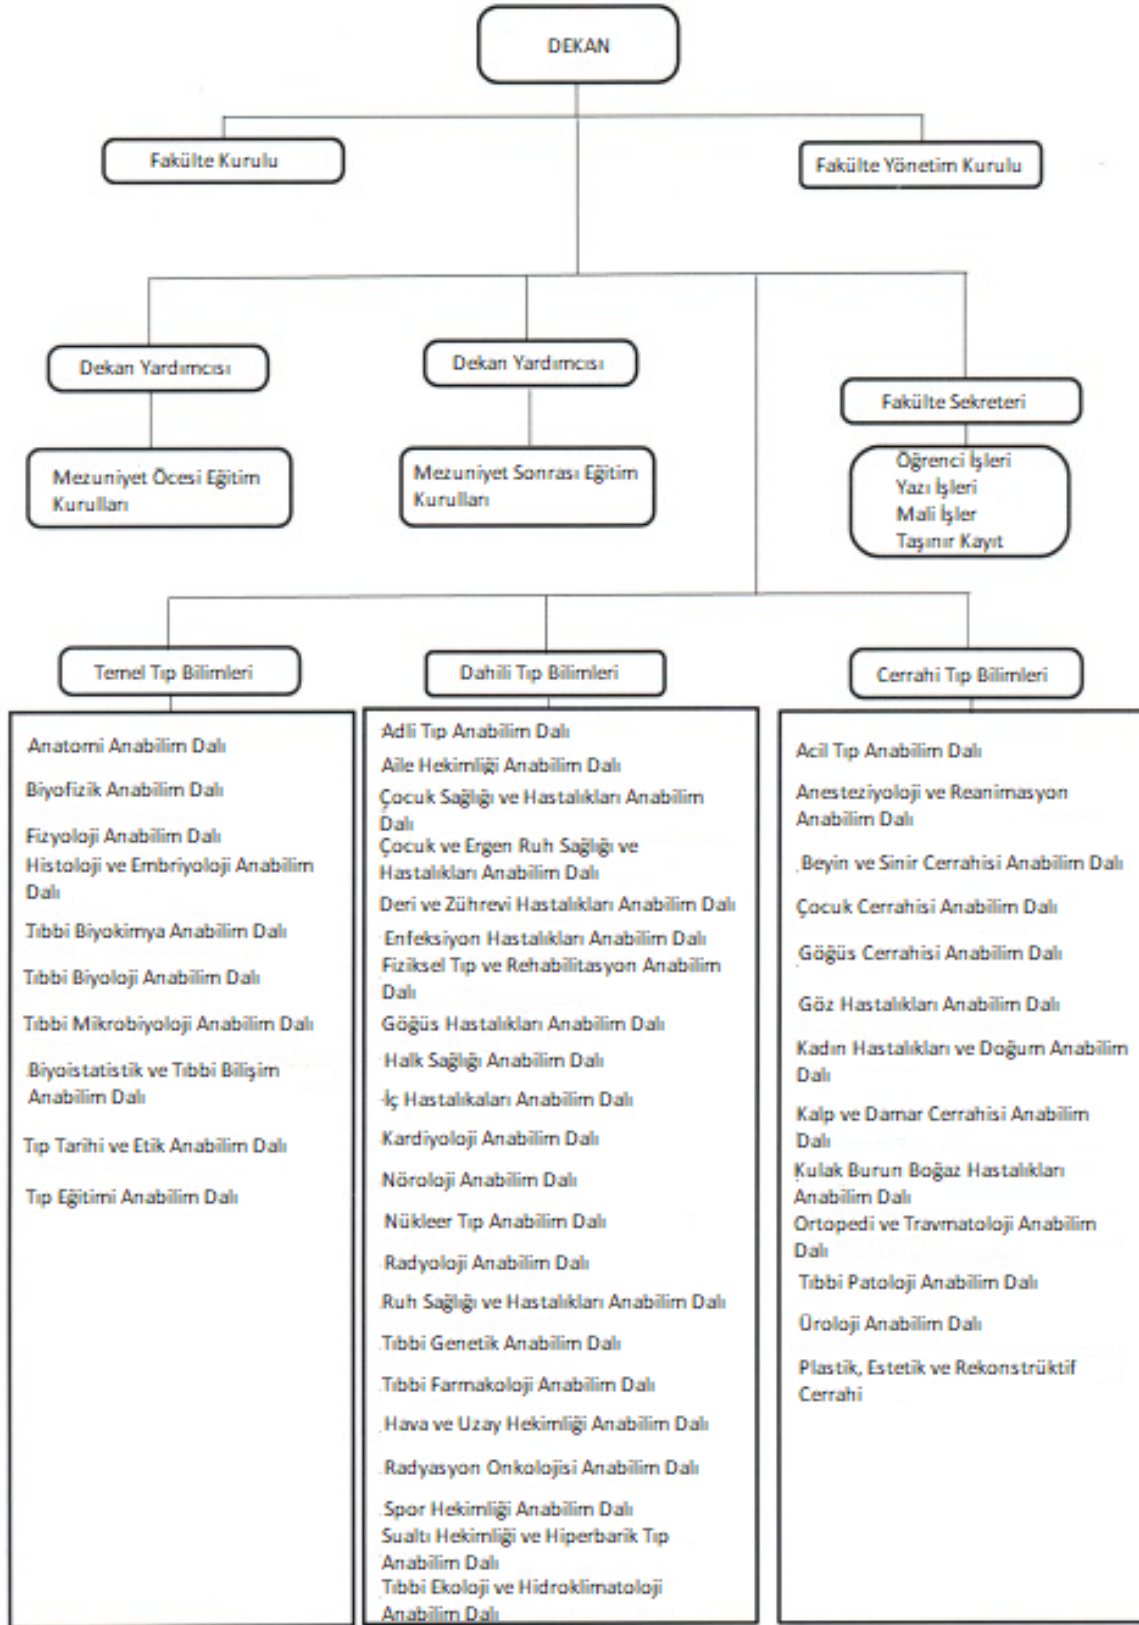 DEKAN
Fakülte Kurulu
Fakülte Yönetim Kurulu
Dekan Yardımcısı
Dekan Yardımcısı
Fakülte Sekreteri
Mezuniyet Öcesi Eğitim
Kurulları
Mezuniyet Sonrası Eğitim
Kurulları
Öğrenci İşleri
Yazı İşleri
Mali İşler
Taşınır Kayıt
Temel Tıp Bilimleri
Dahili Tıp Bilimleri
Cerrahi Tıp Bilimleri
Anatomi Anabilim Dalı
Biyofizik Anabilim Dalı
Fizyoloji Anabilim Dalı
Histoloji ve Embriyoloji Anabilim
Dalı
Tıbbi Biyokimya Anabilim Dalı
Tıbbi Biyoloji Anabilim Dalı
Tıbbi Mikrobiyoloji Anabilim Dalı
Biyoistatistik ve Tıbbi Bilişim
Anabilim Dalı
Tıp Tarihi ve Etik Anabilim Dalı
Tıp Eğitimi Anabilim Dalı
Adli Tıp Anabilim Dalı
Aile Hekimliği Anabilim Dalı
Çocuk Sağlığı ve Hastalıkları Anabilim
Dalı
Çocuk ve Ergen Ruh Sağlığı ve
Hastalıkları Anabilim Dalı
Deri ve Zührevi Hastalıkları Anabilim Dalı
Enfeksiyon Hastalıkları Anabilim Dalı
Fiziksel Tıp ve Rehabilitasyon Anabilim
Dalı
Göğüs Hastalıkları Anabilim Dalı
Halk Sağlığı Anabilim Dalı
İç Hastalıkaları Anabilim Dalı
Kardiyoloji Anabilim Dalı
Nöroloji Anabilim Dalı
Nükleer Tıp Anabilim Dalı
Radyoloji Anabilim Dalı
Ruh Sağlığı ve Hastalıkları Anabilim Dalı
Tıbbi Genetik Anabilim Dalı
Tıbbi Farmakoloji Anabilim Dalı
Hava ve Uzay Hekimliği Anabilim Dalı
Radyasyon Onkolojisi Anabilim Dalı
Spor Hekimliği Anabilim Dalı
Sualtı Hekimliği ve Hiperbarik Tıp
Anabilim Dalı
Tıbbi Ekoloji ve Hidroklimatoloji
Anabilim Dalı
Acil Tıp Anabilim Dalı
Anesteziyoloji ve Reanimasyon
Anabilim Dalı
Beyin ve Sinir Cerrahisi Anabilim Dalı
Çocuk Cerrahisi Anabilim Dalı
Göğüs Cerrahisi Anabilim Dalı
Göz Hastalıkları Anabilim Dalı
Kadın Hastalıkları ve Doğum Anabilim
Dalı
Kalp ve Damar Cerrahisi Anabilim
Dalı
Kulak Burun Boğaz Hastalıkları
Anabilim Dalı
Ortopedi ve Travmatoloji Anabilim
Dalı
Tıbbi Patoloji Anabilim Dalı
Üroloji Anabilim Dalı
Plastik, Estetik ve Rekonstrüktif
Cerrahi